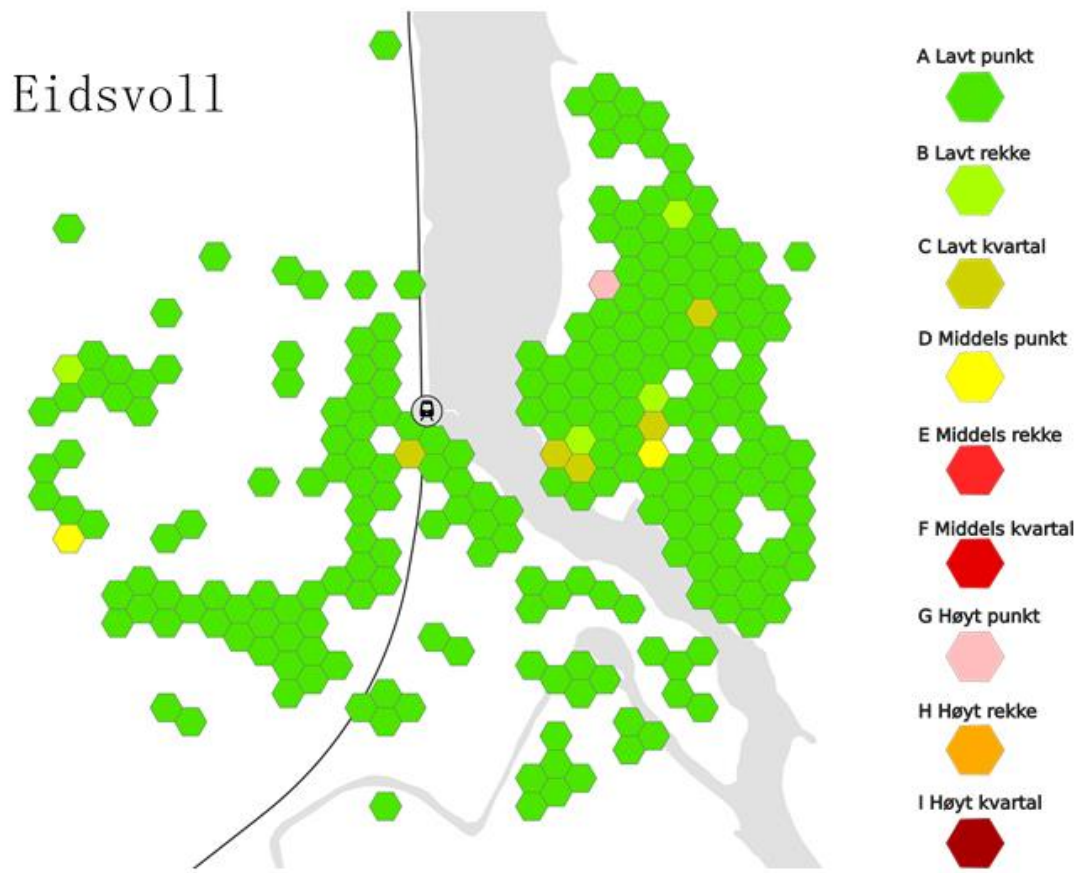 Eidsvoll
A Lavt punkt
B Lavt rekke
C Lavt kvartal
D Middels punkt
E Middels rekke
F Middels kvartal
G Høyt punkt
H Høyt rekke
I Høyt kvartal